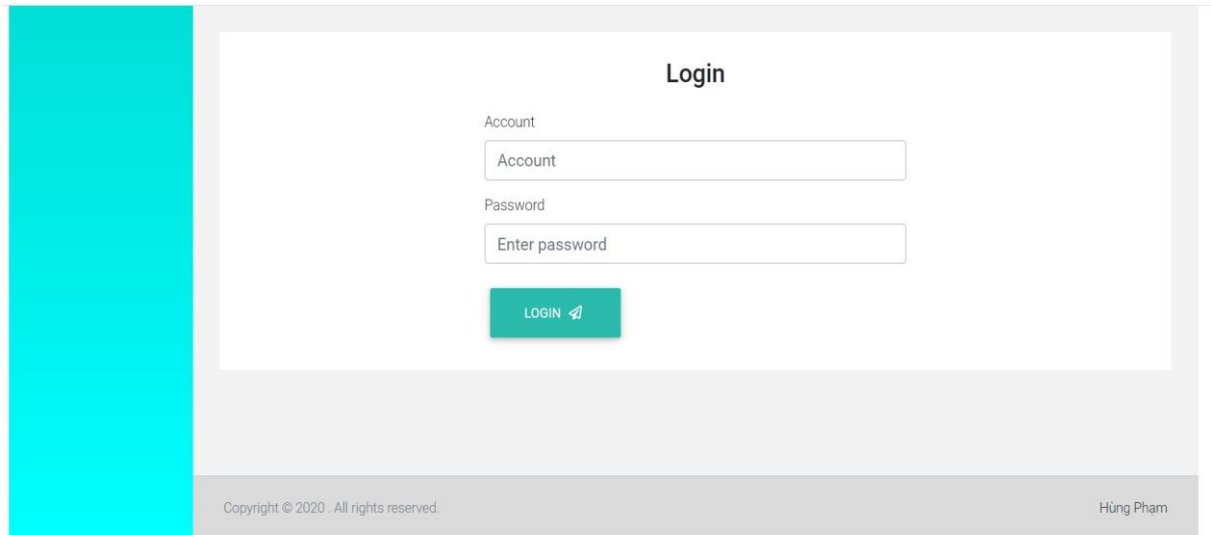 Login
Account
Account
Password
Enter password
LOGIN
Copyright © 2020 . All rights reserved.
Hùng Phạm